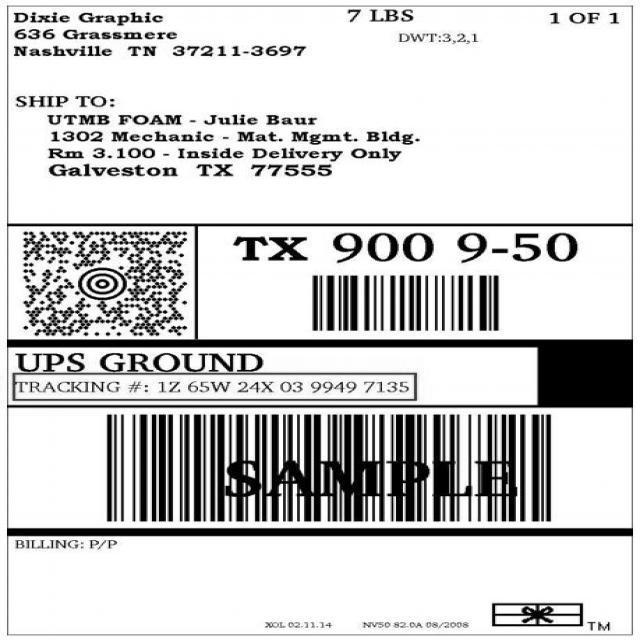 Dixie Graphic
636 Grassmere
Nashville TN 37211-3697
7 LBS
1 OF 1
DWT:3,2,1
SHIP TO:
UTMB FOAM - Julie Baur
1302 Mechanic - Mat. Mgmt. Bldg.
Rm 3.100 - Inside Delivery Only
Galveston TX 77555
TX 900 9-50
UPS GROUND
TRACKING #: 1Z 65W 24X 03 9949 7135
SAMPLE
BILLING: P/P
XOL 02.11.14
NV50 82.0A 08/2008
TM